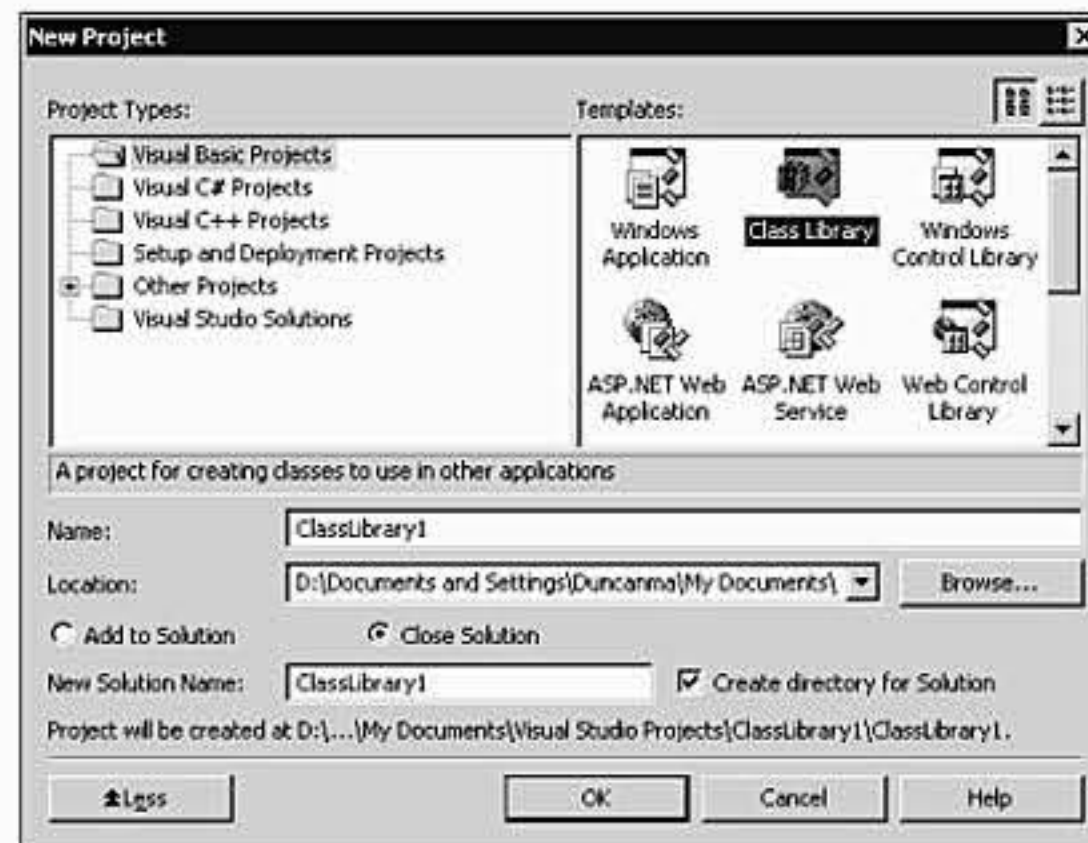 New Project
Project Types:
Templates:
Visual Basic Projects
Visual C# Projects
Visual C++ Projects
Setup and Deployment Projects
Other Projects
Visual Studio Solutions
Windows Application
Class Library
Windows Control Library
ASP.NET Web Application
ASP.NET Web Service
Web Control Library
A project for creating classes to use in other applications
Name: ClassLibrary1
Location: D:\Documents and Settings\Duncanma\My Documents\ Browse...
Add to Solution Close Solution
New Solution Name: ClassLibrary1 Create directory for Solution
Project will be created at D:\...\My Documents\Visual Studio Projects\ClassLibrary1\ClassLibrary1.
Less OK Cancel Help